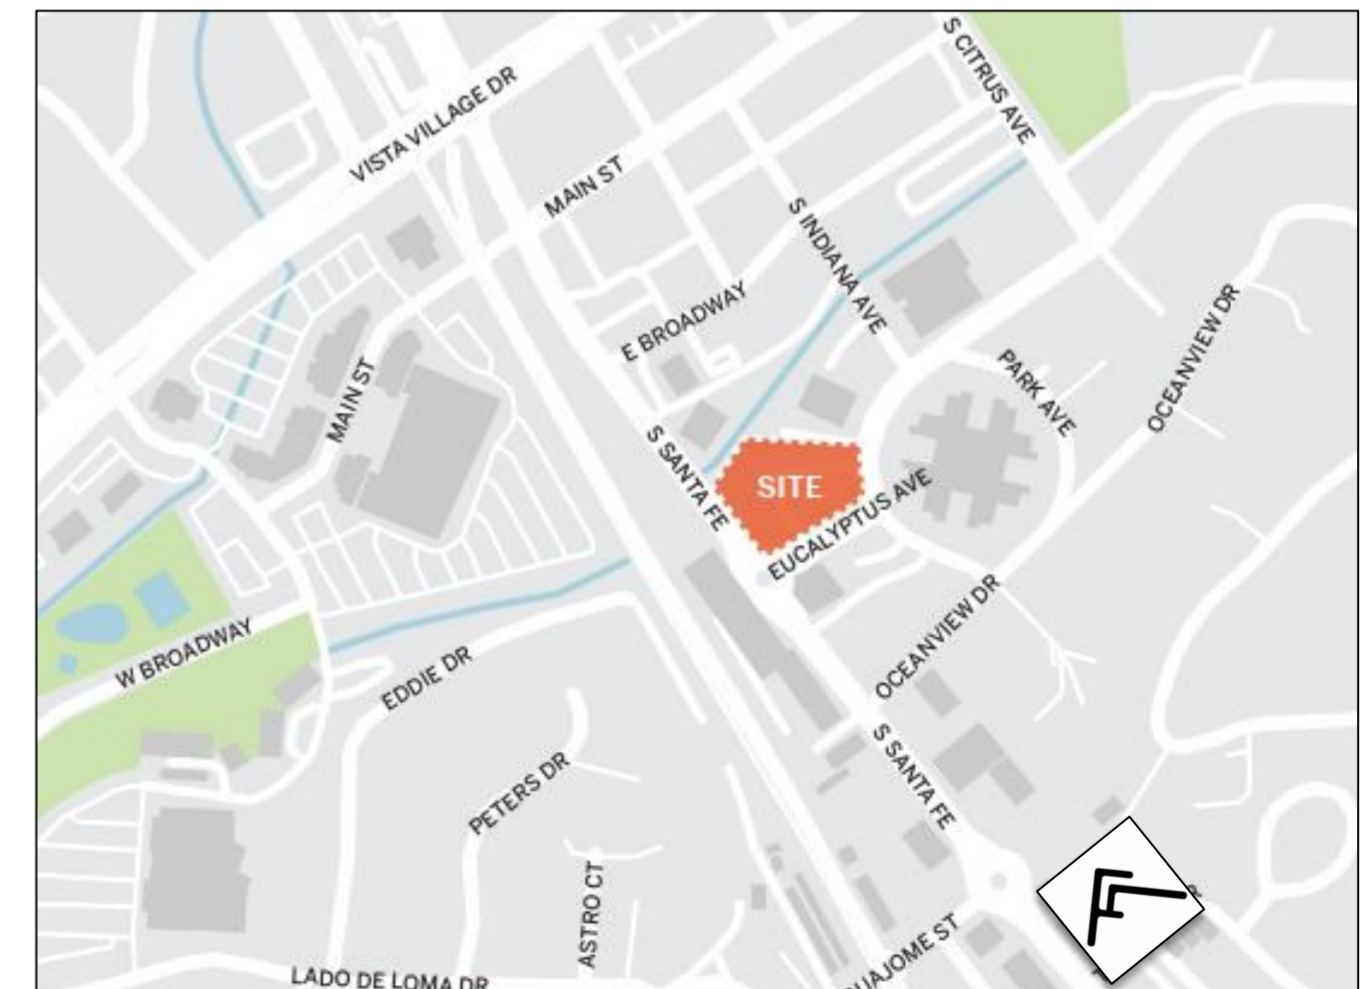 S CITRUS AVE
VISTA VILLAGE DR
MAIN ST
S INDIANA AVE
E BROADWAY
OCEANVIEW DR
PARK AVE
MAIN ST
S SANTA FE
SITE
EUCALYPTUS AVE
OCEANVIEW DR
W BROADWAY
EDDIE DR
S SANTA FE
PETERS DR
ASTRO CT
LADO DE LOMA DR